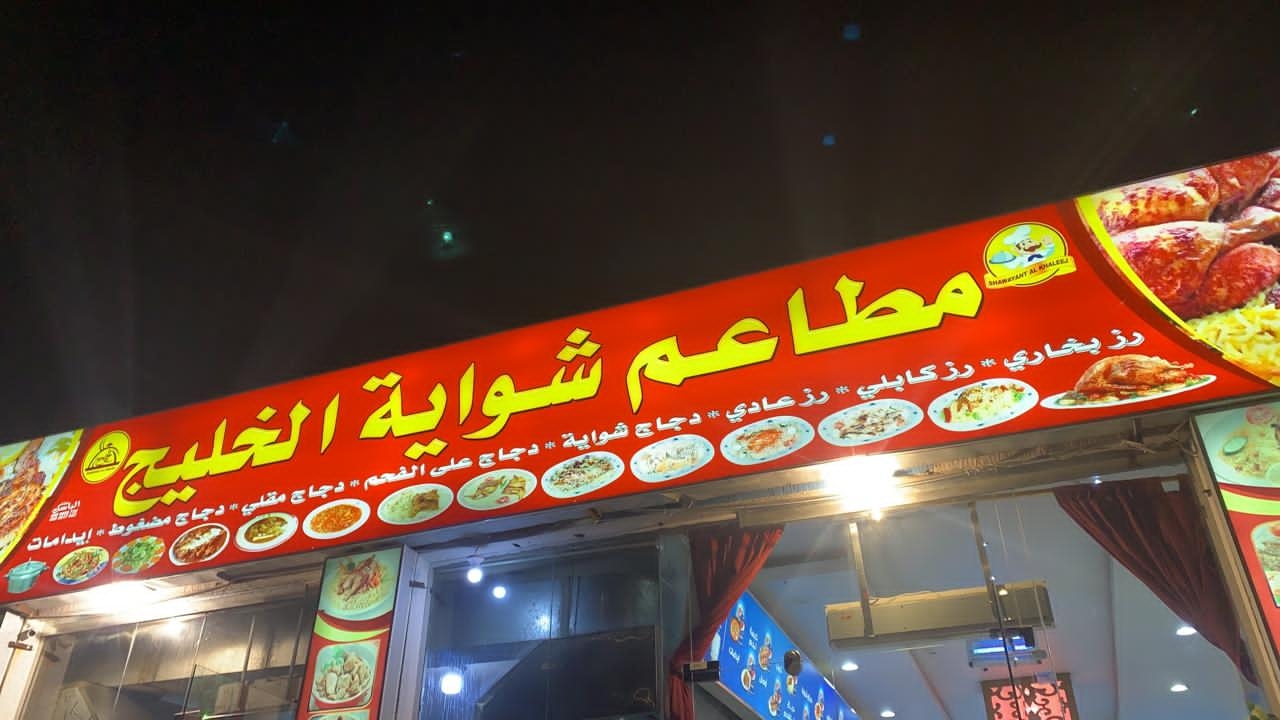 مطاعم شواية الخليج
SHAWAYANT AL KHALEEJ
رز بخاري * رز كابلي * رز عادي * دجاج شواية * دجاج على الفحم * دجاج مقلي * دجاج مضغوط * إيدامات